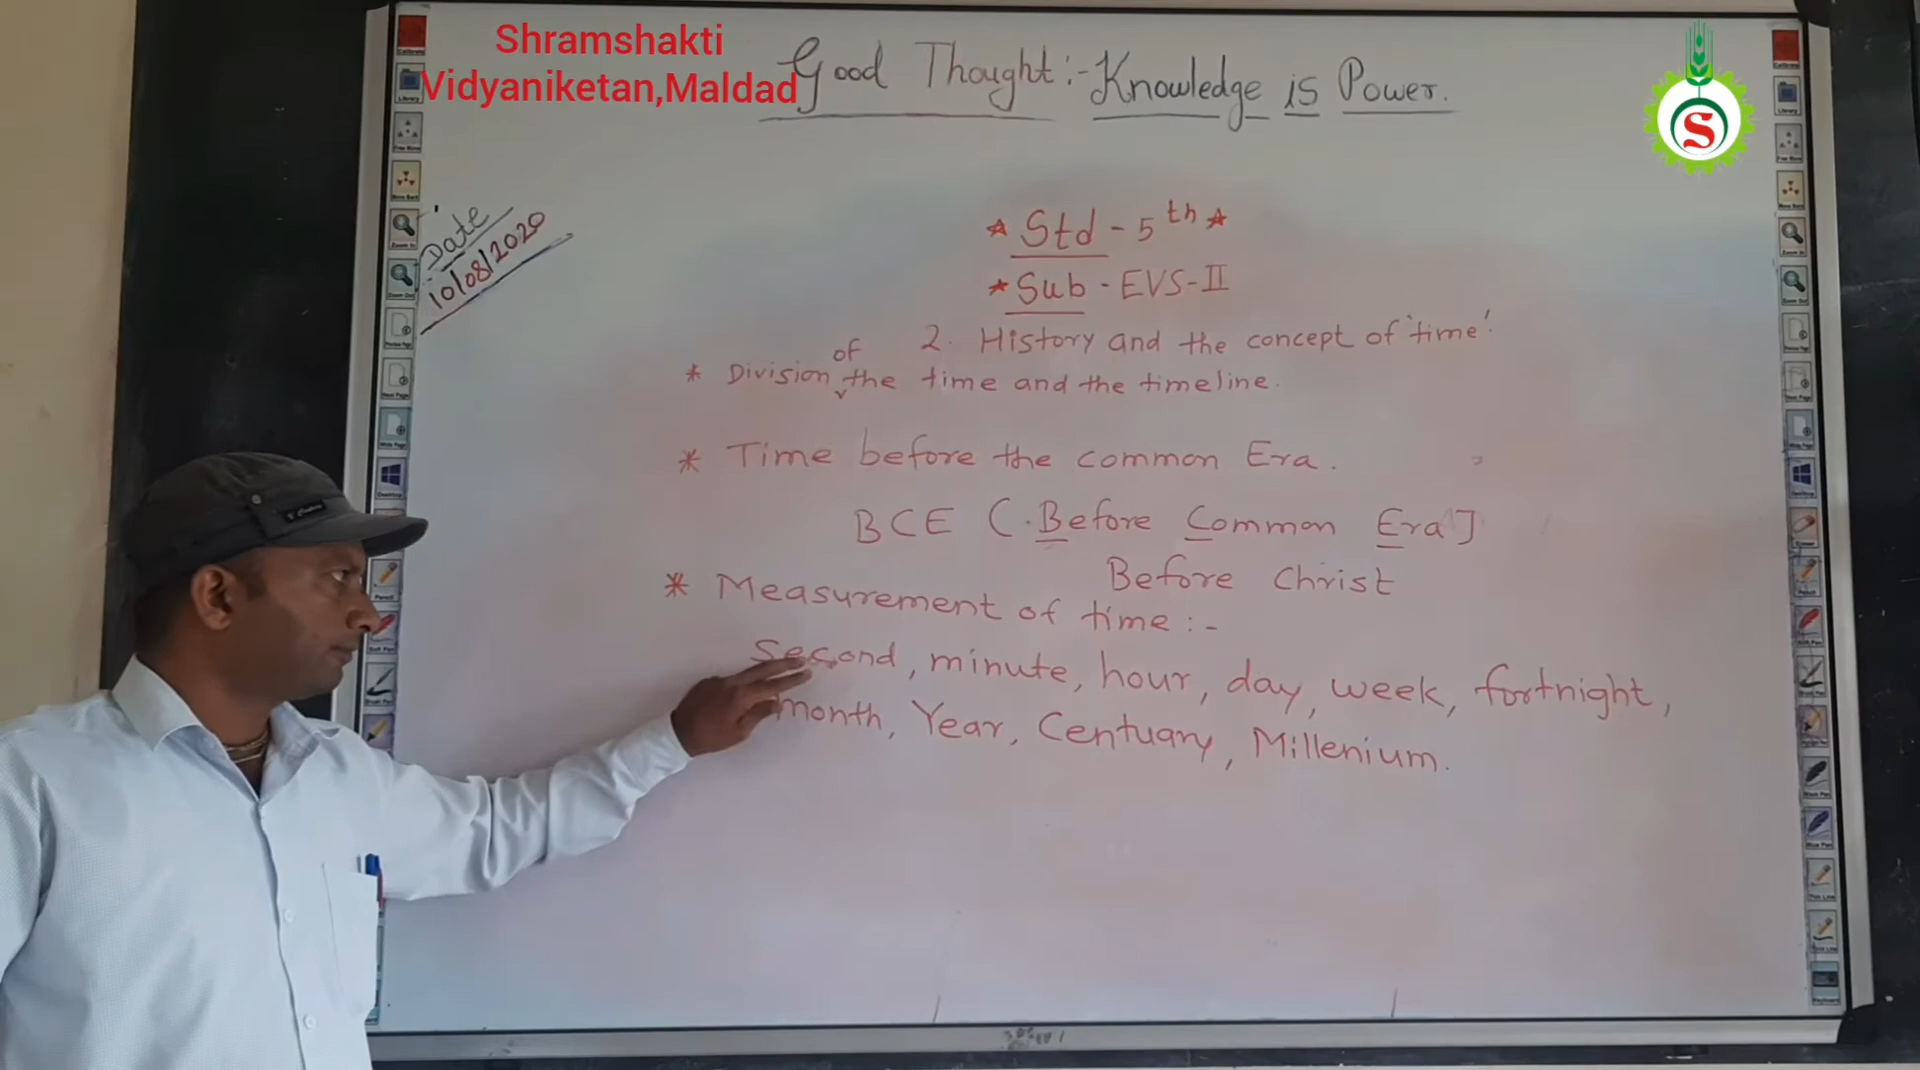 Shramshakti
Vidyaniketan,Maldad
Good Thought :- Knowledge is Power.
Date
10/08/2020
S
* Std - 5th *
* Sub - EVS-II
2. History and the concept of 'time'.
* Division of the time and the timeline.
* Time before the common Era.
BCE (. Before Common Era]
Before Christ
* Measurement of time :-
Second, minute, hour, day, week, fortnight,
month, Year, Centuary, Millenium.